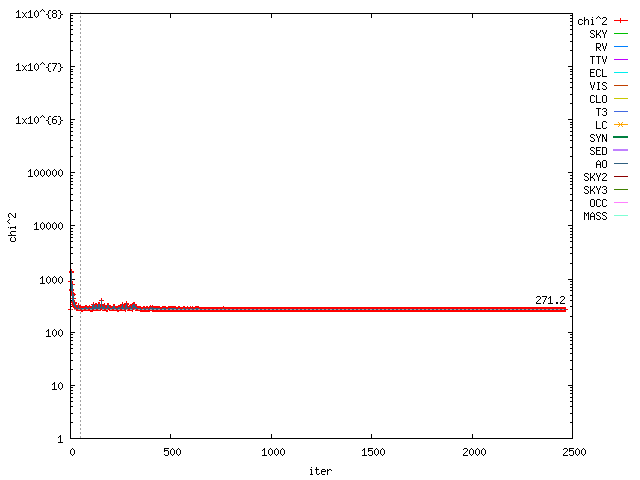 1x10^{8}
1x10^{7}
1x10^{6}
100000
10000
1000
100
10
1
chi^2
0
500
1000
1500
2000
2500
iter
271.2
chi^2
SKY
RV
TTV
ECL
VIS
CLO
T3
LC
SYN
SED
AO
SKY2
SKY3
OCC
MASS